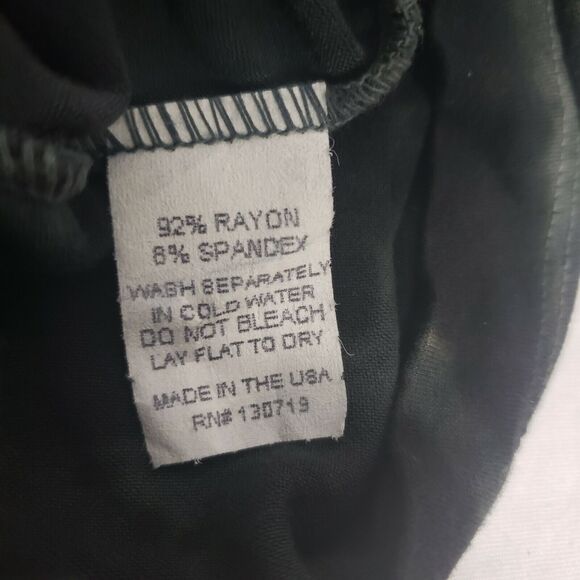 92% RAYON
8% SPANDEX
WASH SEPARATELY
IN COLD WATER
DO NOT BLEACH
LAY FLAT TO DRY
MADE IN THE USA
RN# 130719